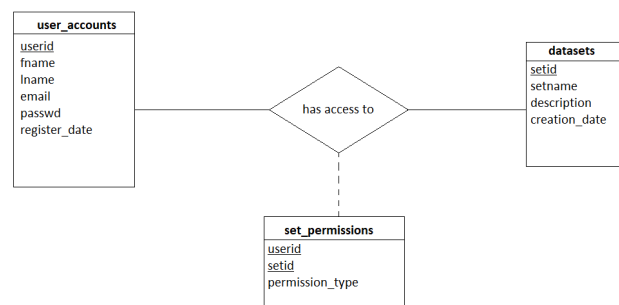 user_accounts
userid
fname
lname
email
passwd
register_date
has access to
datasets
setid
setname
description
creation_date
set_permissions
userid
setid
permission_type